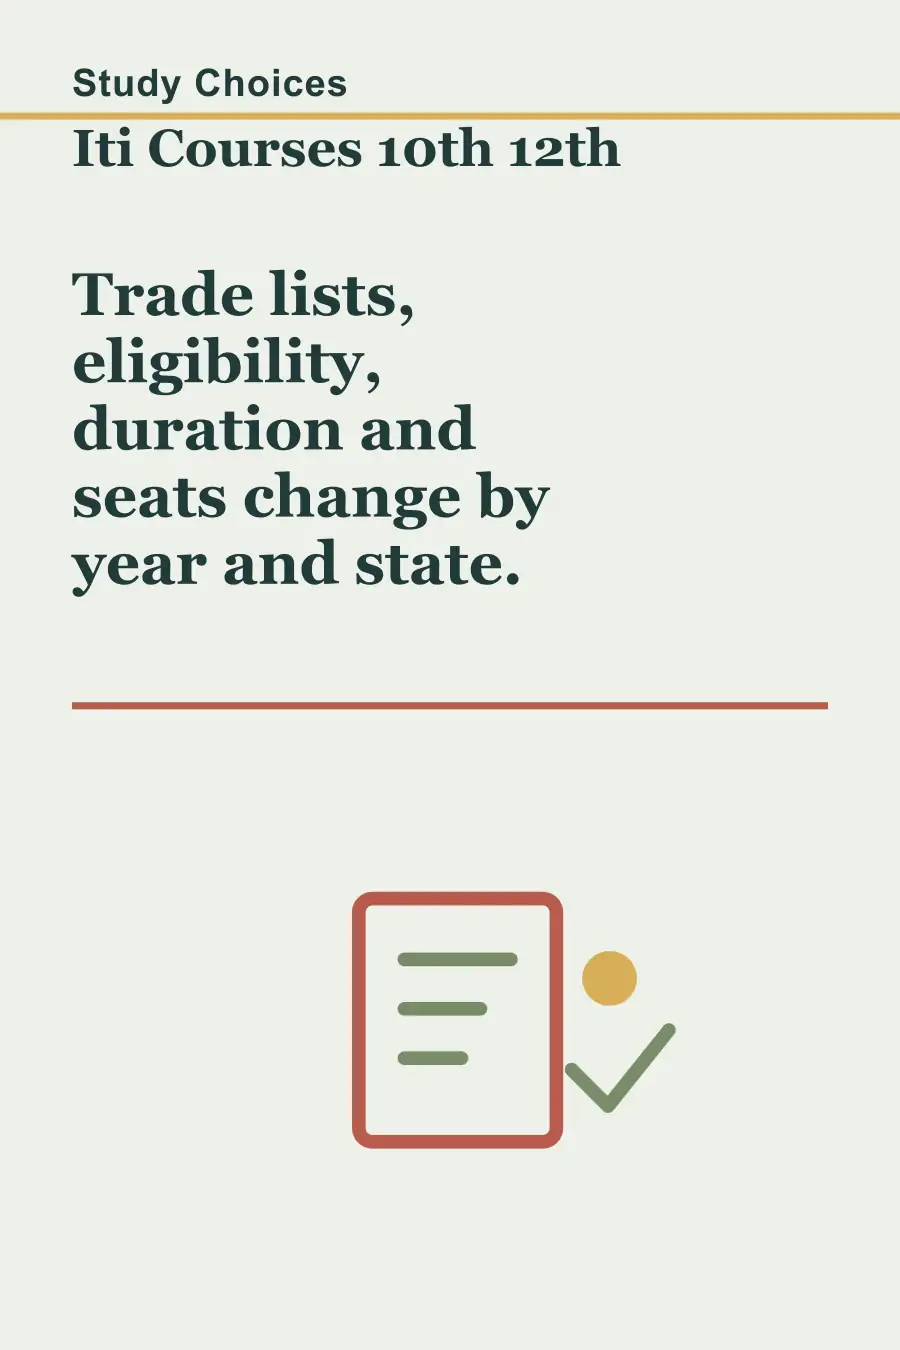 Study Choices
Iti Courses 10th 12th
Trade lists,
eligibility,
duration and
seats change by
year and state.